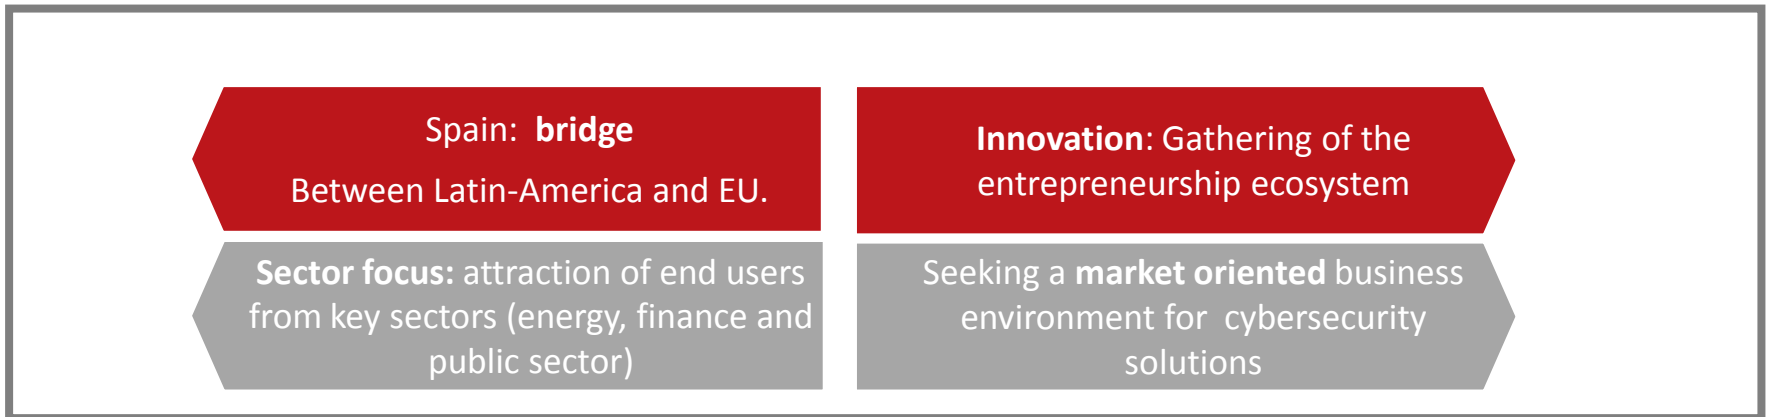 Spain: bridge
Between Latin-America and EU.
Innovation: Gathering of the
entrepreneurship ecosystem
Sector focus: attraction of end users
from key sectors (energy, finance and
public sector)
Seeking a market oriented business
environment for cybersecurity
solutions